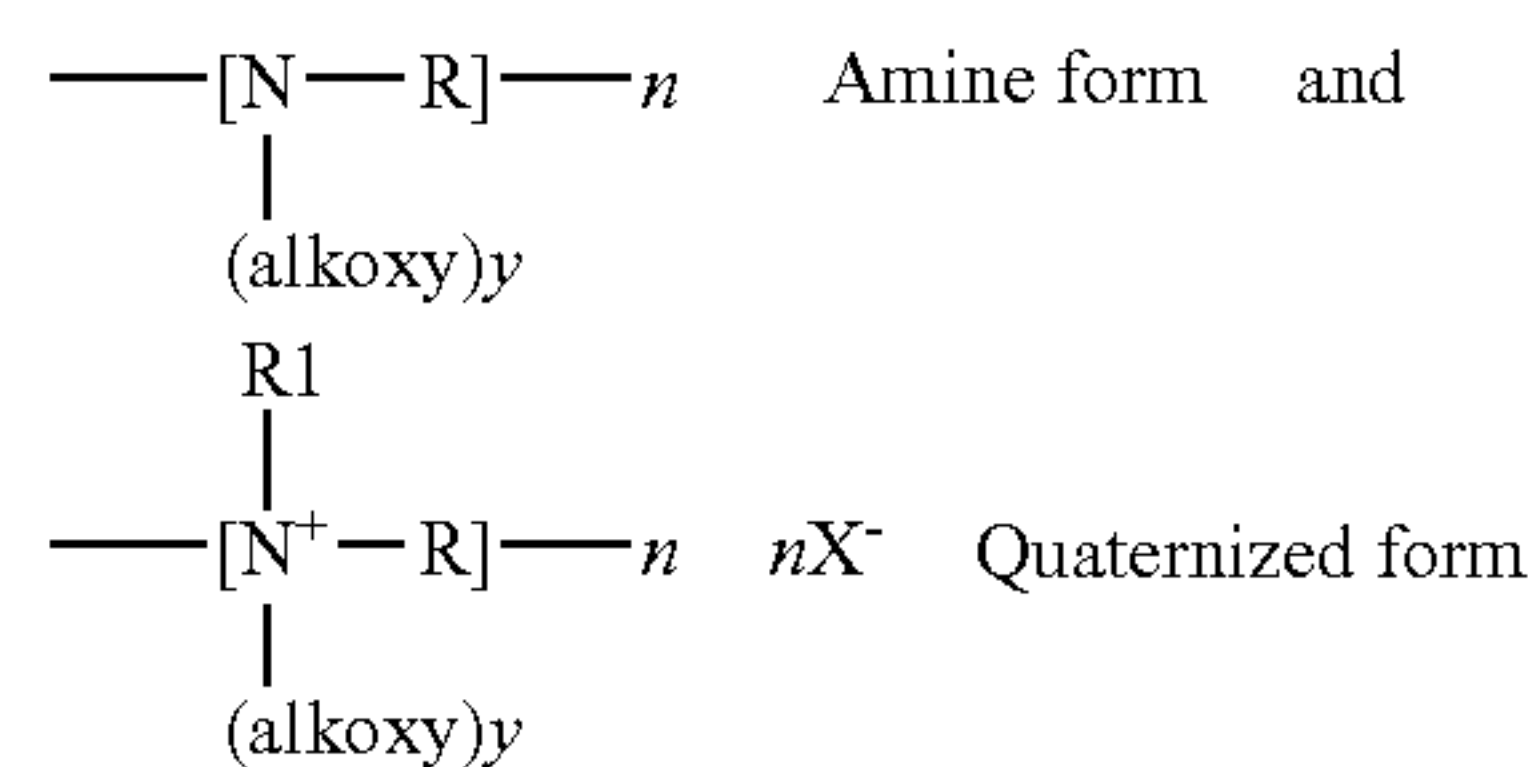 [N — R] — n Amine form and
(alkoxy)y
R1
[N+ — R] — n nX- Quaternized form
(alkoxy)y